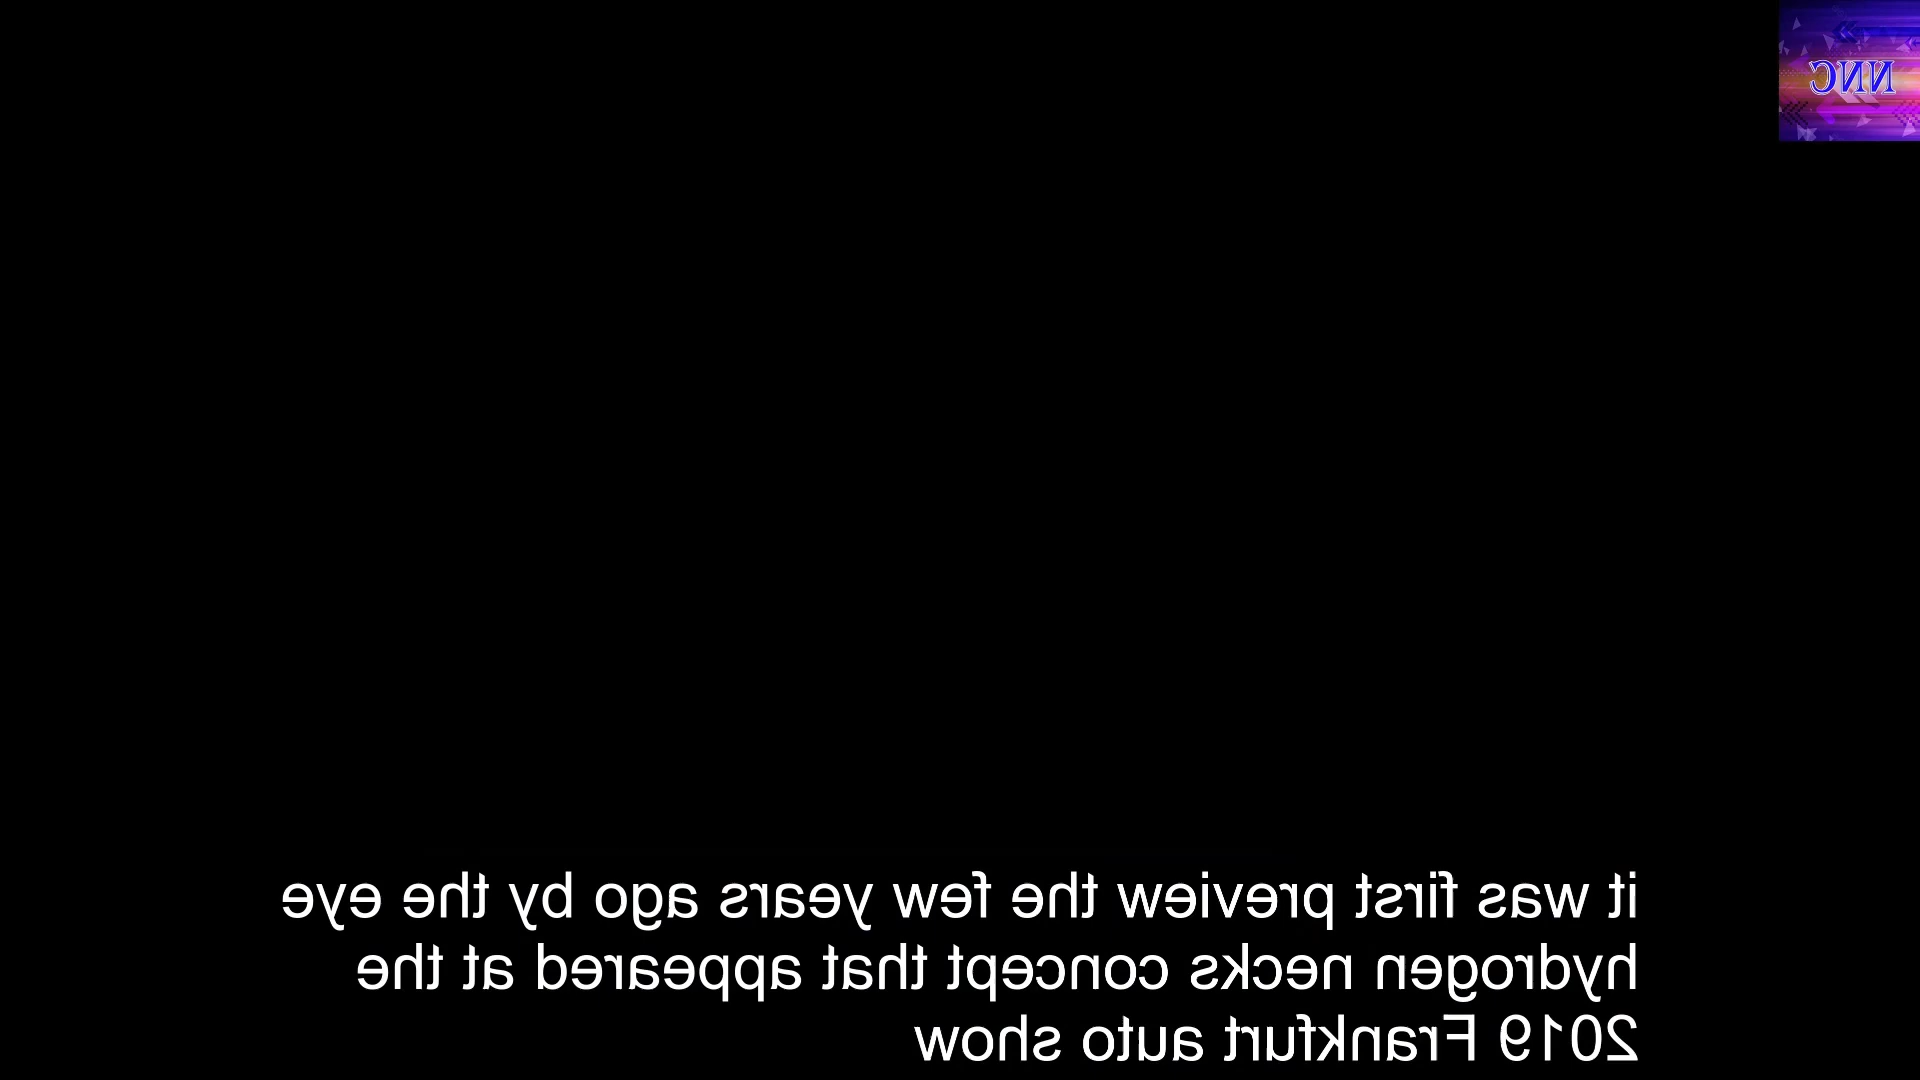 NNC
it was first preview the few years ago by the eye
hydrogen necks concept that appeared at the
2019 Frankfurt auto show